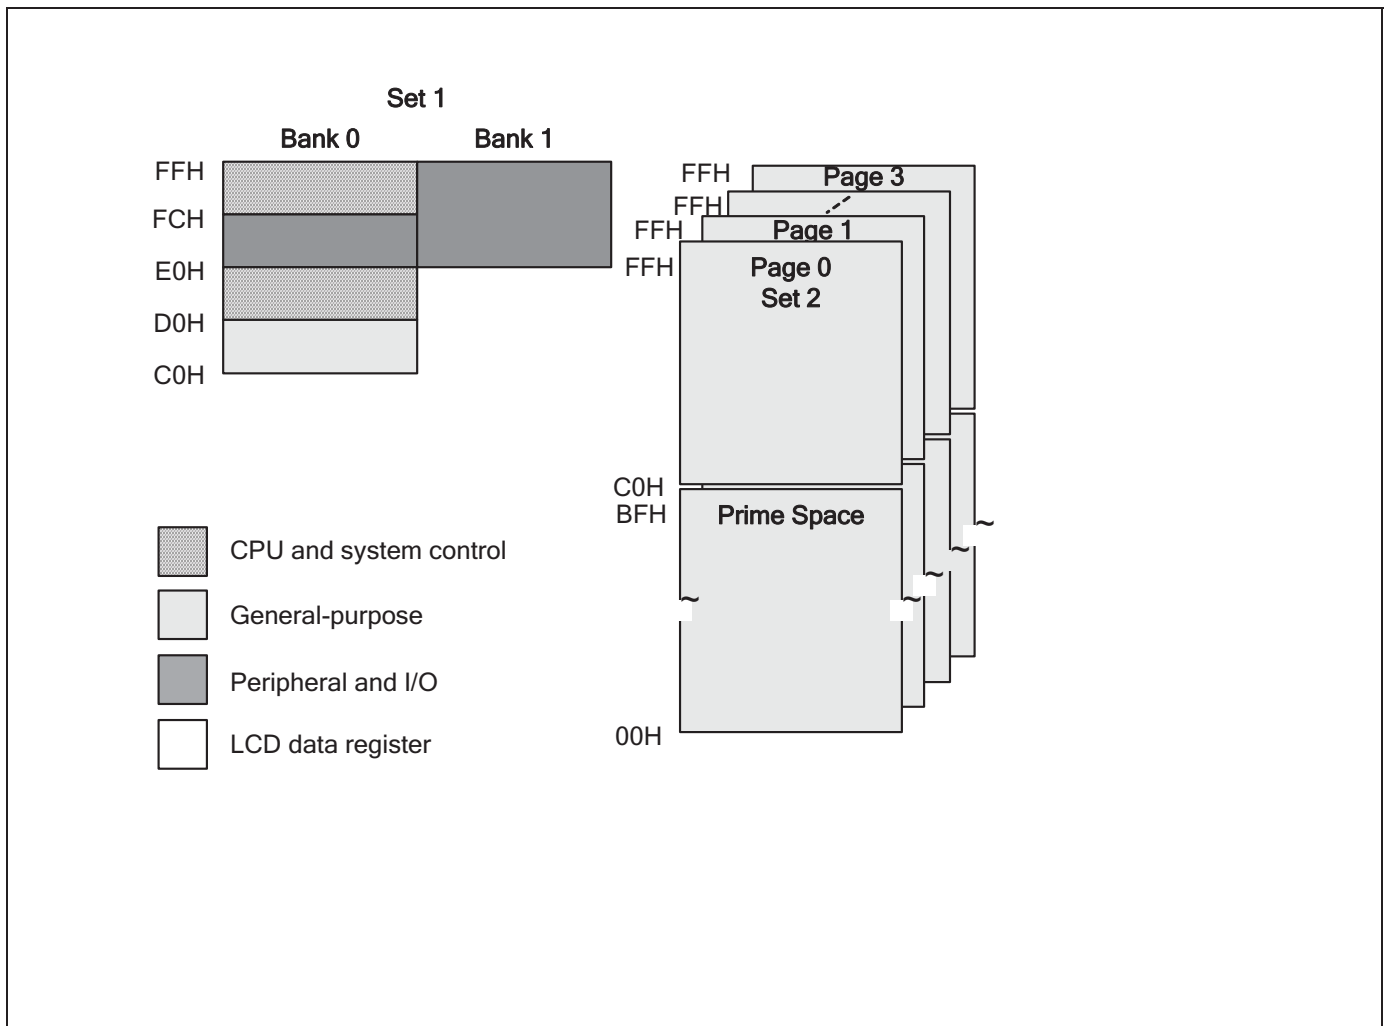 Set 1
Bank 0
Bank 1
FFH
FCH
E0H
D0H
C0H
FFH
Page 3
FFH
FFH
Page 1
FFH
Page 0
Set 2
C0H
BFH
Prime Space
~
~
~
~
~
00H
CPU and system control
General-purpose
Peripheral and I/O
LCD data register